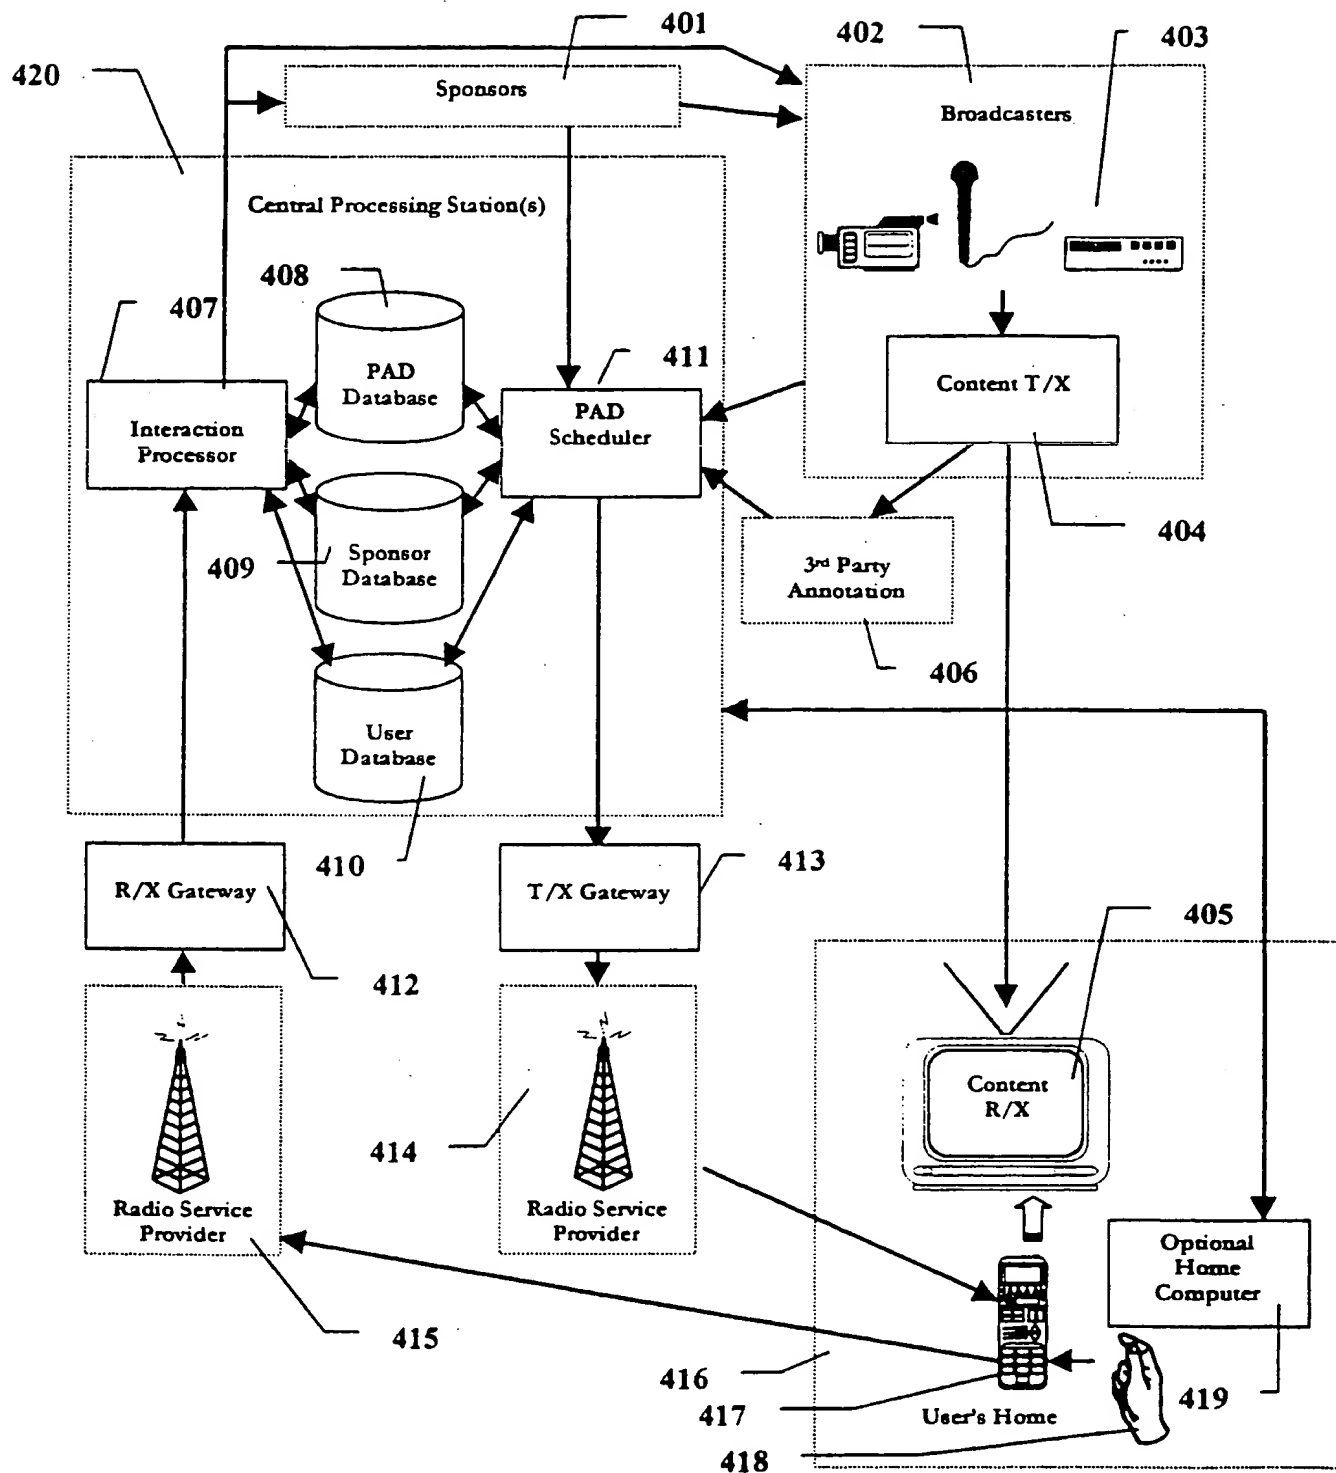 401
402
403
420
Sponsors
Broadcasters
Central Processing Station(s)
408
407
411
PAD
Database
PAD
Scheduler
Content T/X
Interaction
Processor
404
409
Sponsor
Database
3rd Party
Annotation
406
User
Database
410
413
R/X Gateway
T/X Gateway
405
412
Content
R/X
414
Radio Service
Provider
Radio Service
Provider
Optional
Home
Computer
415
416
417
User's Home
419
418